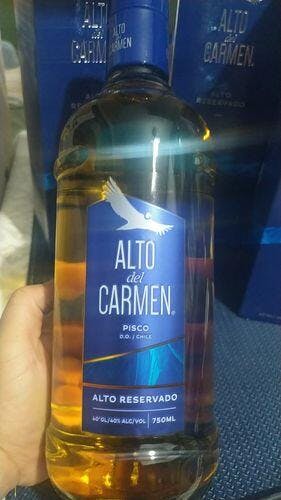 ALTO
del
CARMEN
ALTO
del
CARMEN.
ALTO RESERVADO
ALTO
del
CARMEN®
PISCO
D.O. / CHILE
ALTO RESERVADO
40°GL/40% ALC/VOL
750ML